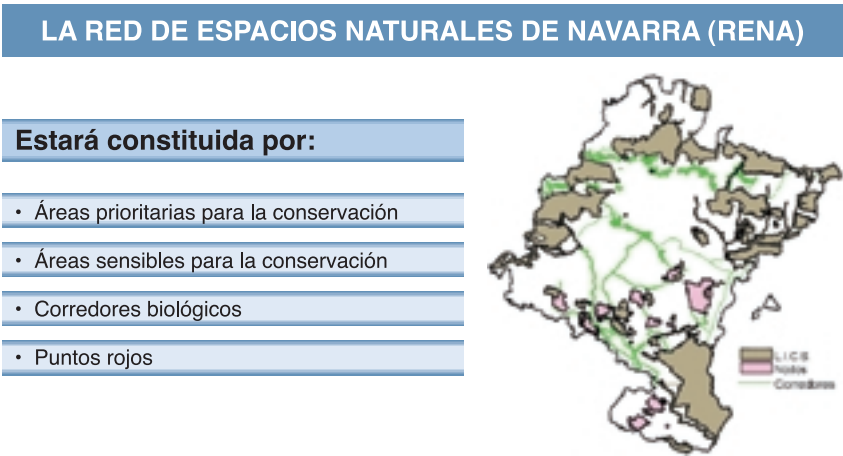 LA RED DE ESPACIOS NATURALES DE NAVARRA (RENA)
Estará constituida por:
• Áreas prioritarias para la conservación
• Áreas sensibles para la conservación
• Corredores biológicos
• Puntos rojos
L.I.C.S
Nodos
Corredores